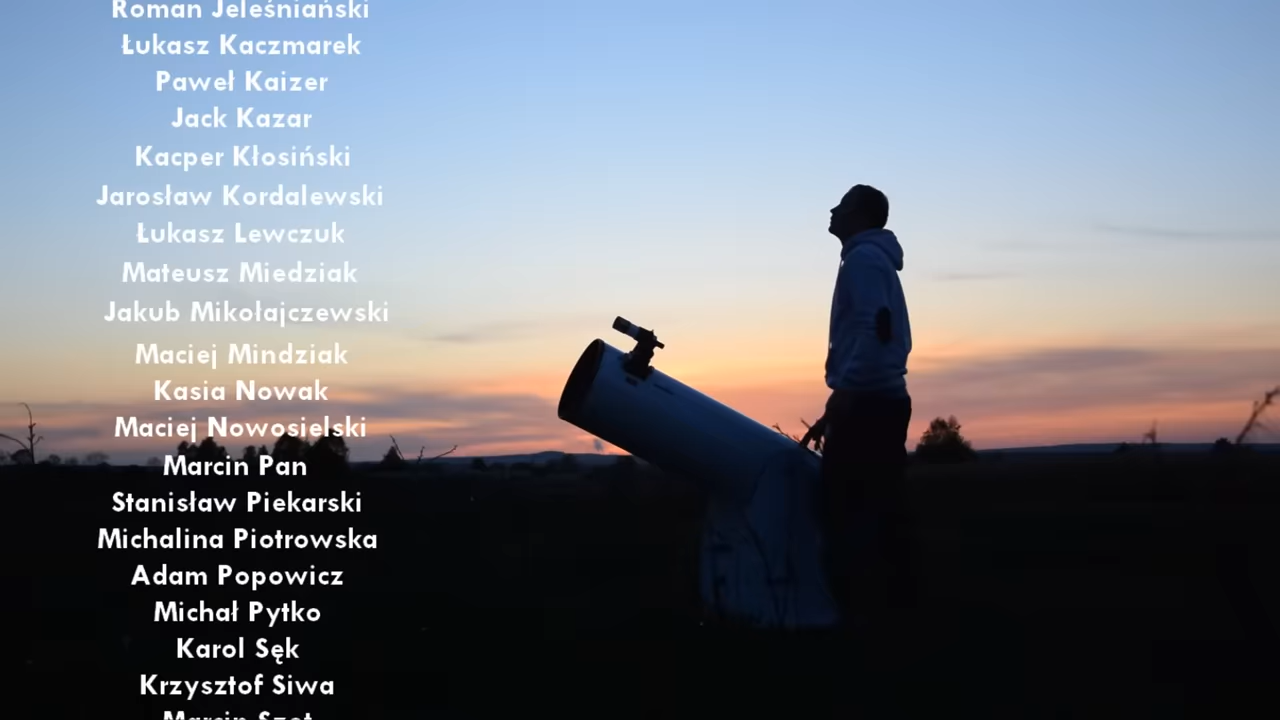 Roman Jeleśniański
Łukasz Kaczmarek
Paweł Kaizer
Jack Kazar
Kacper Kłosiński
Jarosław Kordalewski
Łukasz Lewczuk
Mateusz Miedziak
Jakub Mikołajczewski
Maciej Mindziak
Kasia Nowak
Maciej Nowosielski
Marcin Pan
Stanisław Piekarski
Michalina Piotrowska
Adam Popowicz
Michał Pytko
Karol Sęk
Krzysztof Siwa
Marcin